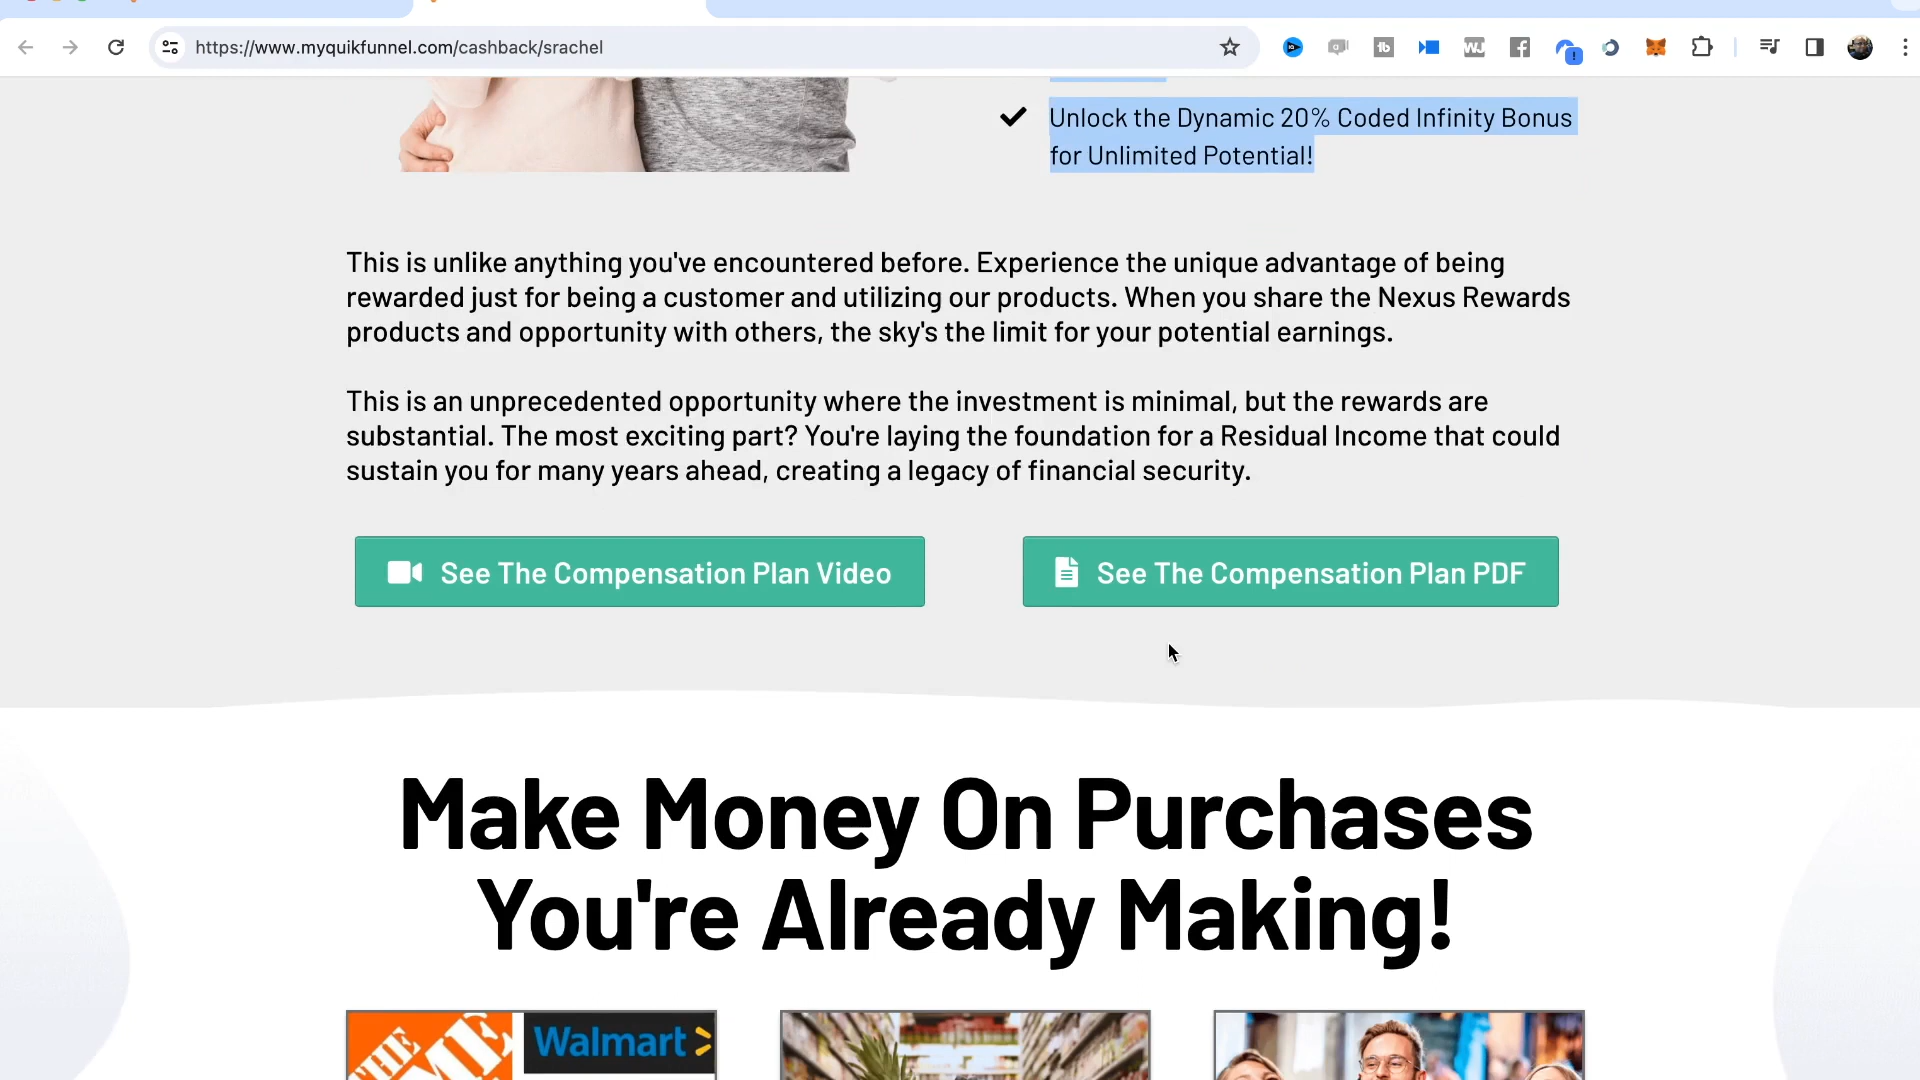 https://www.myquikfunnel.com/cashback/srachel
Unlock the Dynamic 20% Coded Infinity Bonus
for Unlimited Potential!
This is unlike anything you've encountered before. Experience the unique advantage of being
rewarded just for being a customer and utilizing our products. When you share the Nexus Rewards
products and opportunity with others, the sky's the limit for your potential earnings.
This is an unprecedented opportunity where the investment is minimal, but the rewards are
substantial. The most exciting part? You're laying the foundation for a Residual Income that could
sustain you for many years ahead, creating a legacy of financial security.
See The Compensation Plan Video
See The Compensation Plan PDF
Make Money On Purchases
You're Already Making!
THE
Walmart